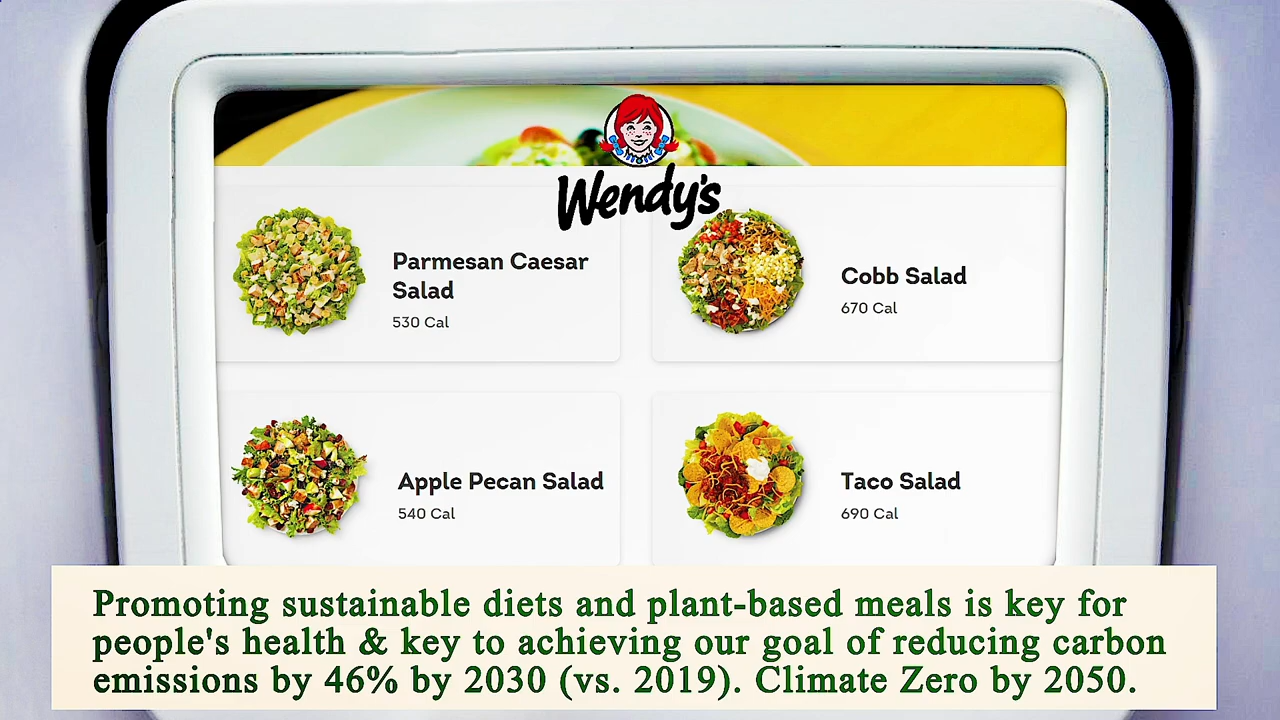 Wendy's
Parmesan Caesar
Salad
530 Cal
Cobb Salad
670 Cal
Apple Pecan Salad
540 Cal
Taco Salad
690 Cal
Promoting sustainable diets and plant-based meals is key for
people's health & key to achieving our goal of reducing carbon
emissions by 46% by 2030 (vs. 2019). Climate Zero by 2050.